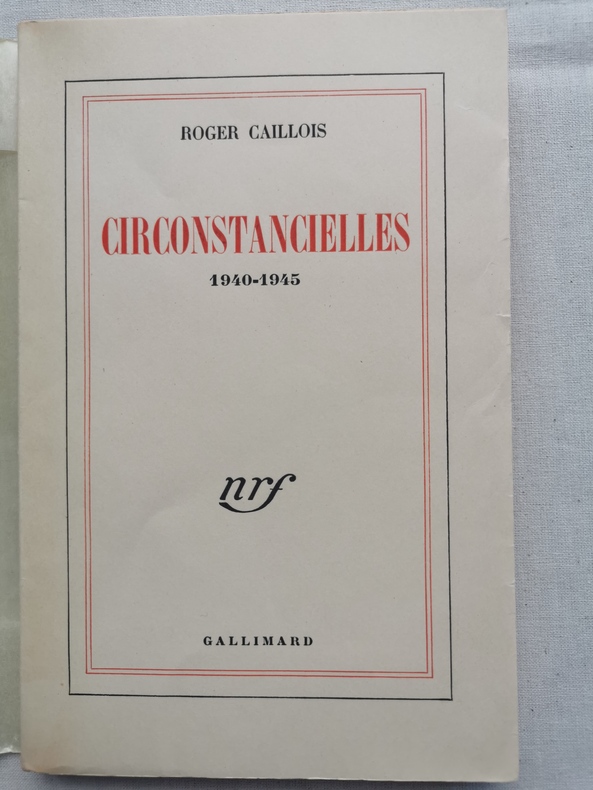 ROGER CAILLOIS
CIRCONSTANCIELLES
1940-1945
nrf
GALLIMARD